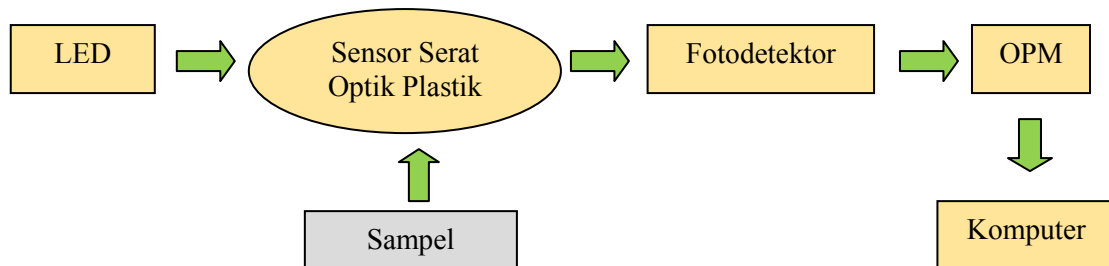 LED
Sensor Serat
Optik Plastik
Fotodetektor
OPM
Sampel
Komputer